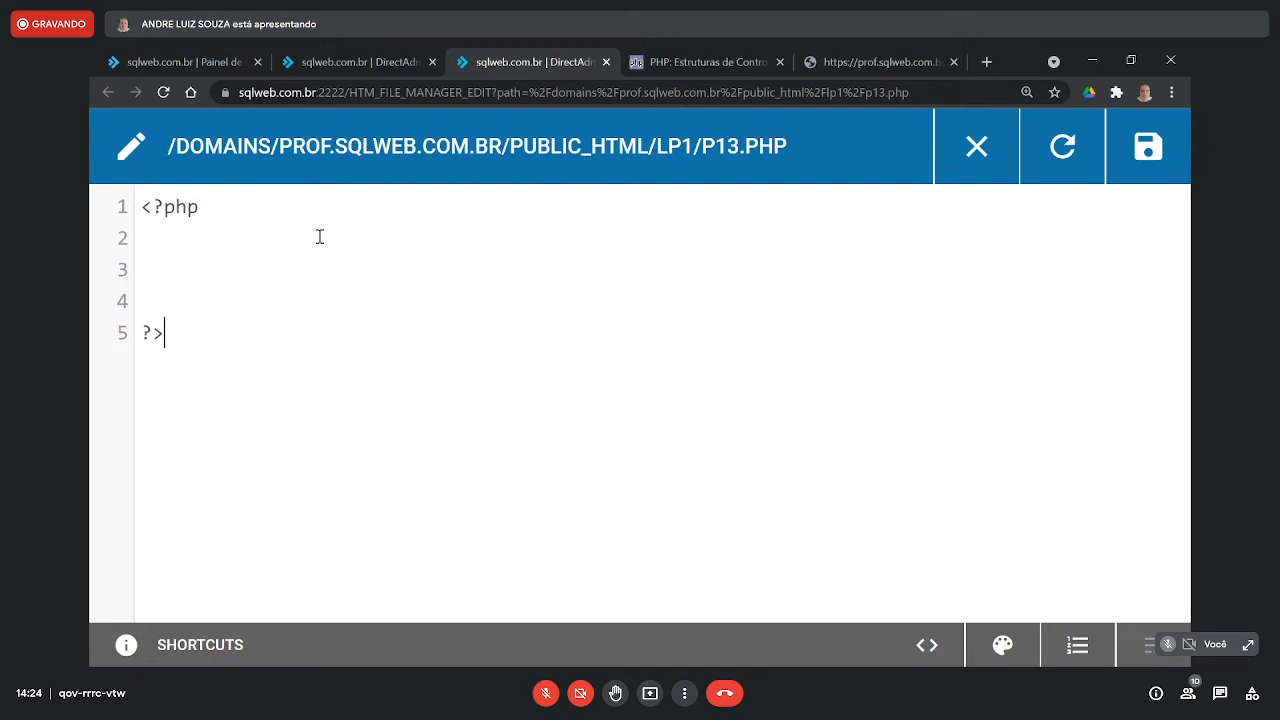 GRAVANDO
ANDRE LUIZ SOUZA está apresentando
sqlweb.com.br | Painel de
sqlweb.com.br | DirectAdm
sqlweb.com.br | DirectAdm
PHP: Estruturas de Contro
https://prof.sqlweb.com.b
sqlweb.com.br:2222/HTM_FILE_MANAGER_EDIT?path=%2Fdomains%2Fprof.sqlweb.com.br%2Fpublic_html%2Flp1%2Fp13.php
/DOMAINS/PROF.SQLWEB.COM.BR/PUBLIC_HTML/LP1/P13.PHP
1 <?php
2
3
4
5 ?>
SHORTCUTS
Você
14:24 qov-rrrc-vtw
10